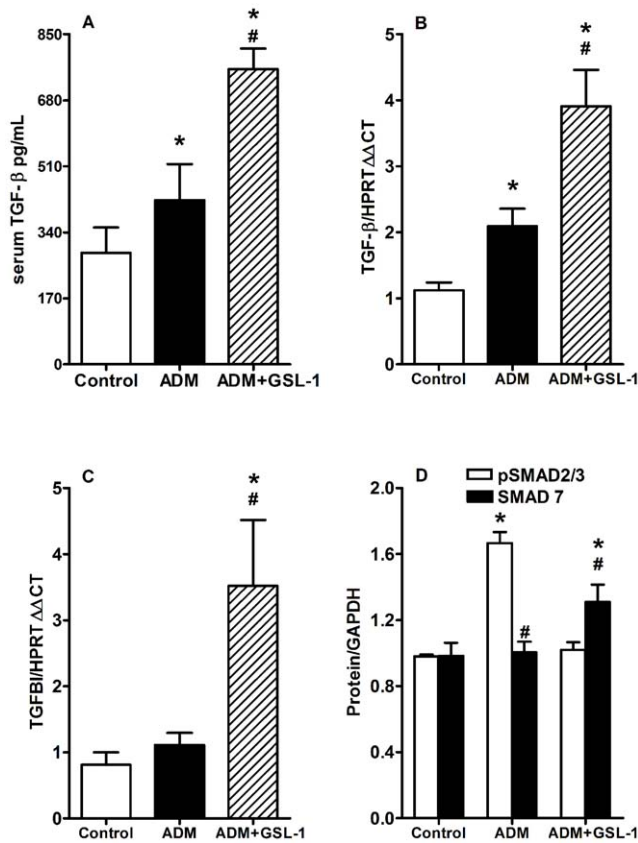 A
serum TGF-β pg/mL
850
680
510
340
170
0
*
*
#
Control ADM ADM+GSL-1
B
TGF-β/HPRT ΔΔCT
5
4
3
2
1
0
*
*
#
Control ADM ADM+GSL-1
C
TGFBI/HPRT ΔΔCT
5
4
3
2
1
0
*
#
Control ADM ADM+GSL-1
D
pSMAD2/3
SMAD 7
Protein/GAPDH
2.0
1.6
1.2
0.8
0.4
0.0
*
#
*
#
Control ADM ADM+GSL-1